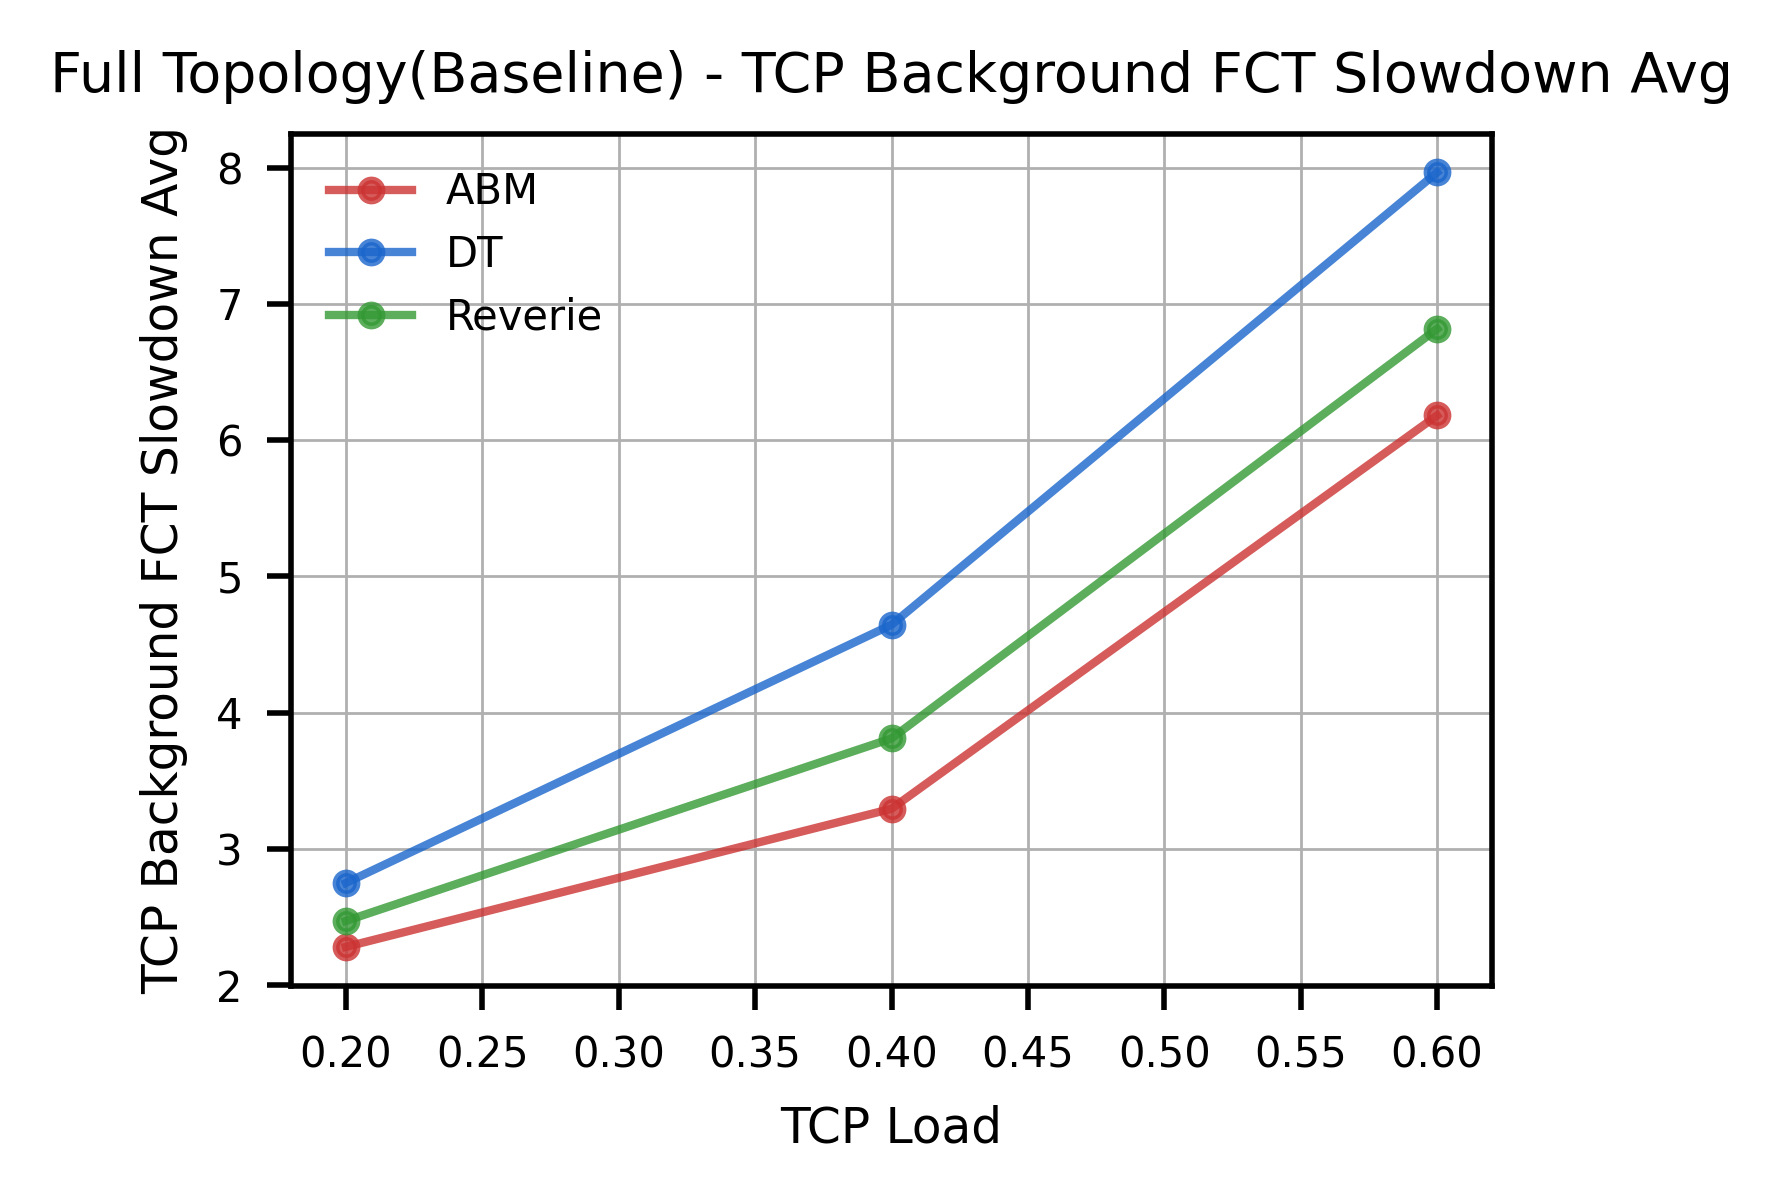 Full Topology(Baseline) - TCP Background FCT Slowdown Avg
TCP Background FCT Slowdown Avg
8
7
6
5
4
3
2
ABM
DT
Reverie
0.20 0.25 0.30 0.35 0.40 0.45 0.50 0.55 0.60
TCP Load